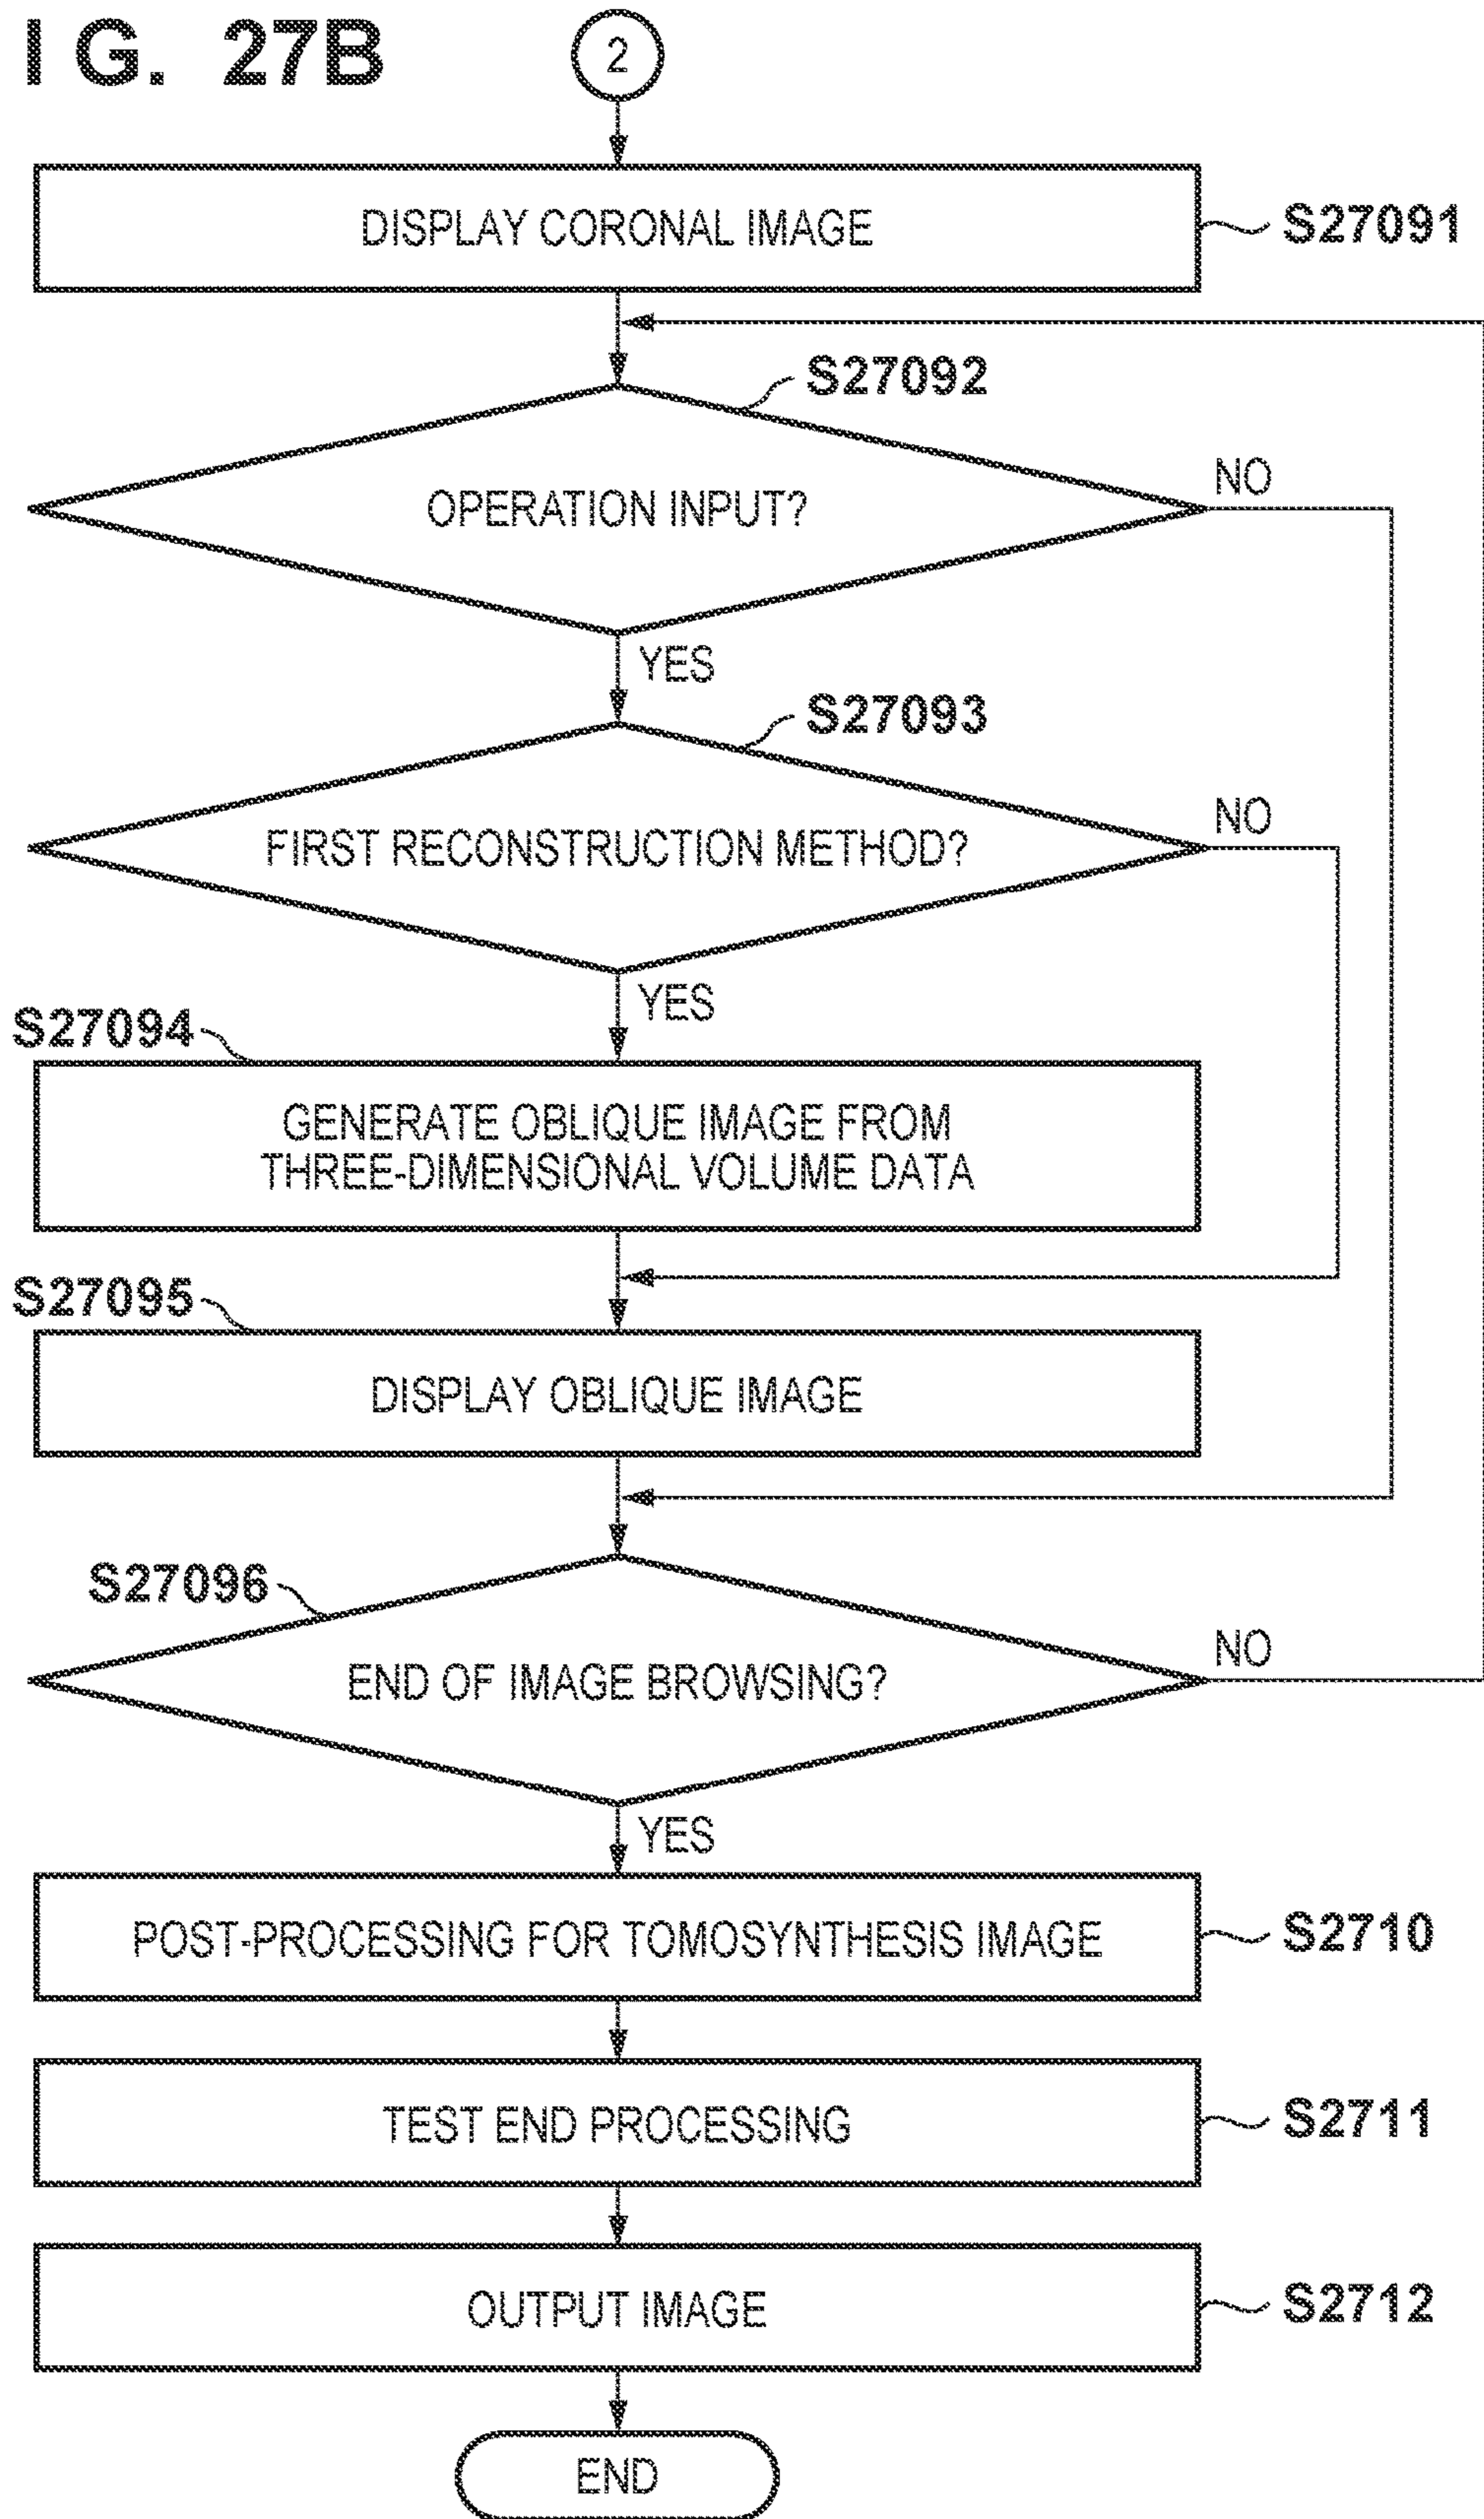 IG. 27B
2
DISPLAY CORONAL IMAGE
S27091
S27092
OPERATION INPUT?
NO
YES
S27093
FIRST RECONSTRUCTION METHOD?
NO
YES
S27094
GENERATE OBLIQUE IMAGE FROM
THREE-DIMENSIONAL VOLUME DATA
S27095
DISPLAY OBLIQUE IMAGE
S27096
END OF IMAGE BROWSING?
NO
YES
POST-PROCESSING FOR TOMOSYNTHESIS IMAGE
S2710
TEST END PROCESSING
S2711
OUTPUT IMAGE
S2712
END